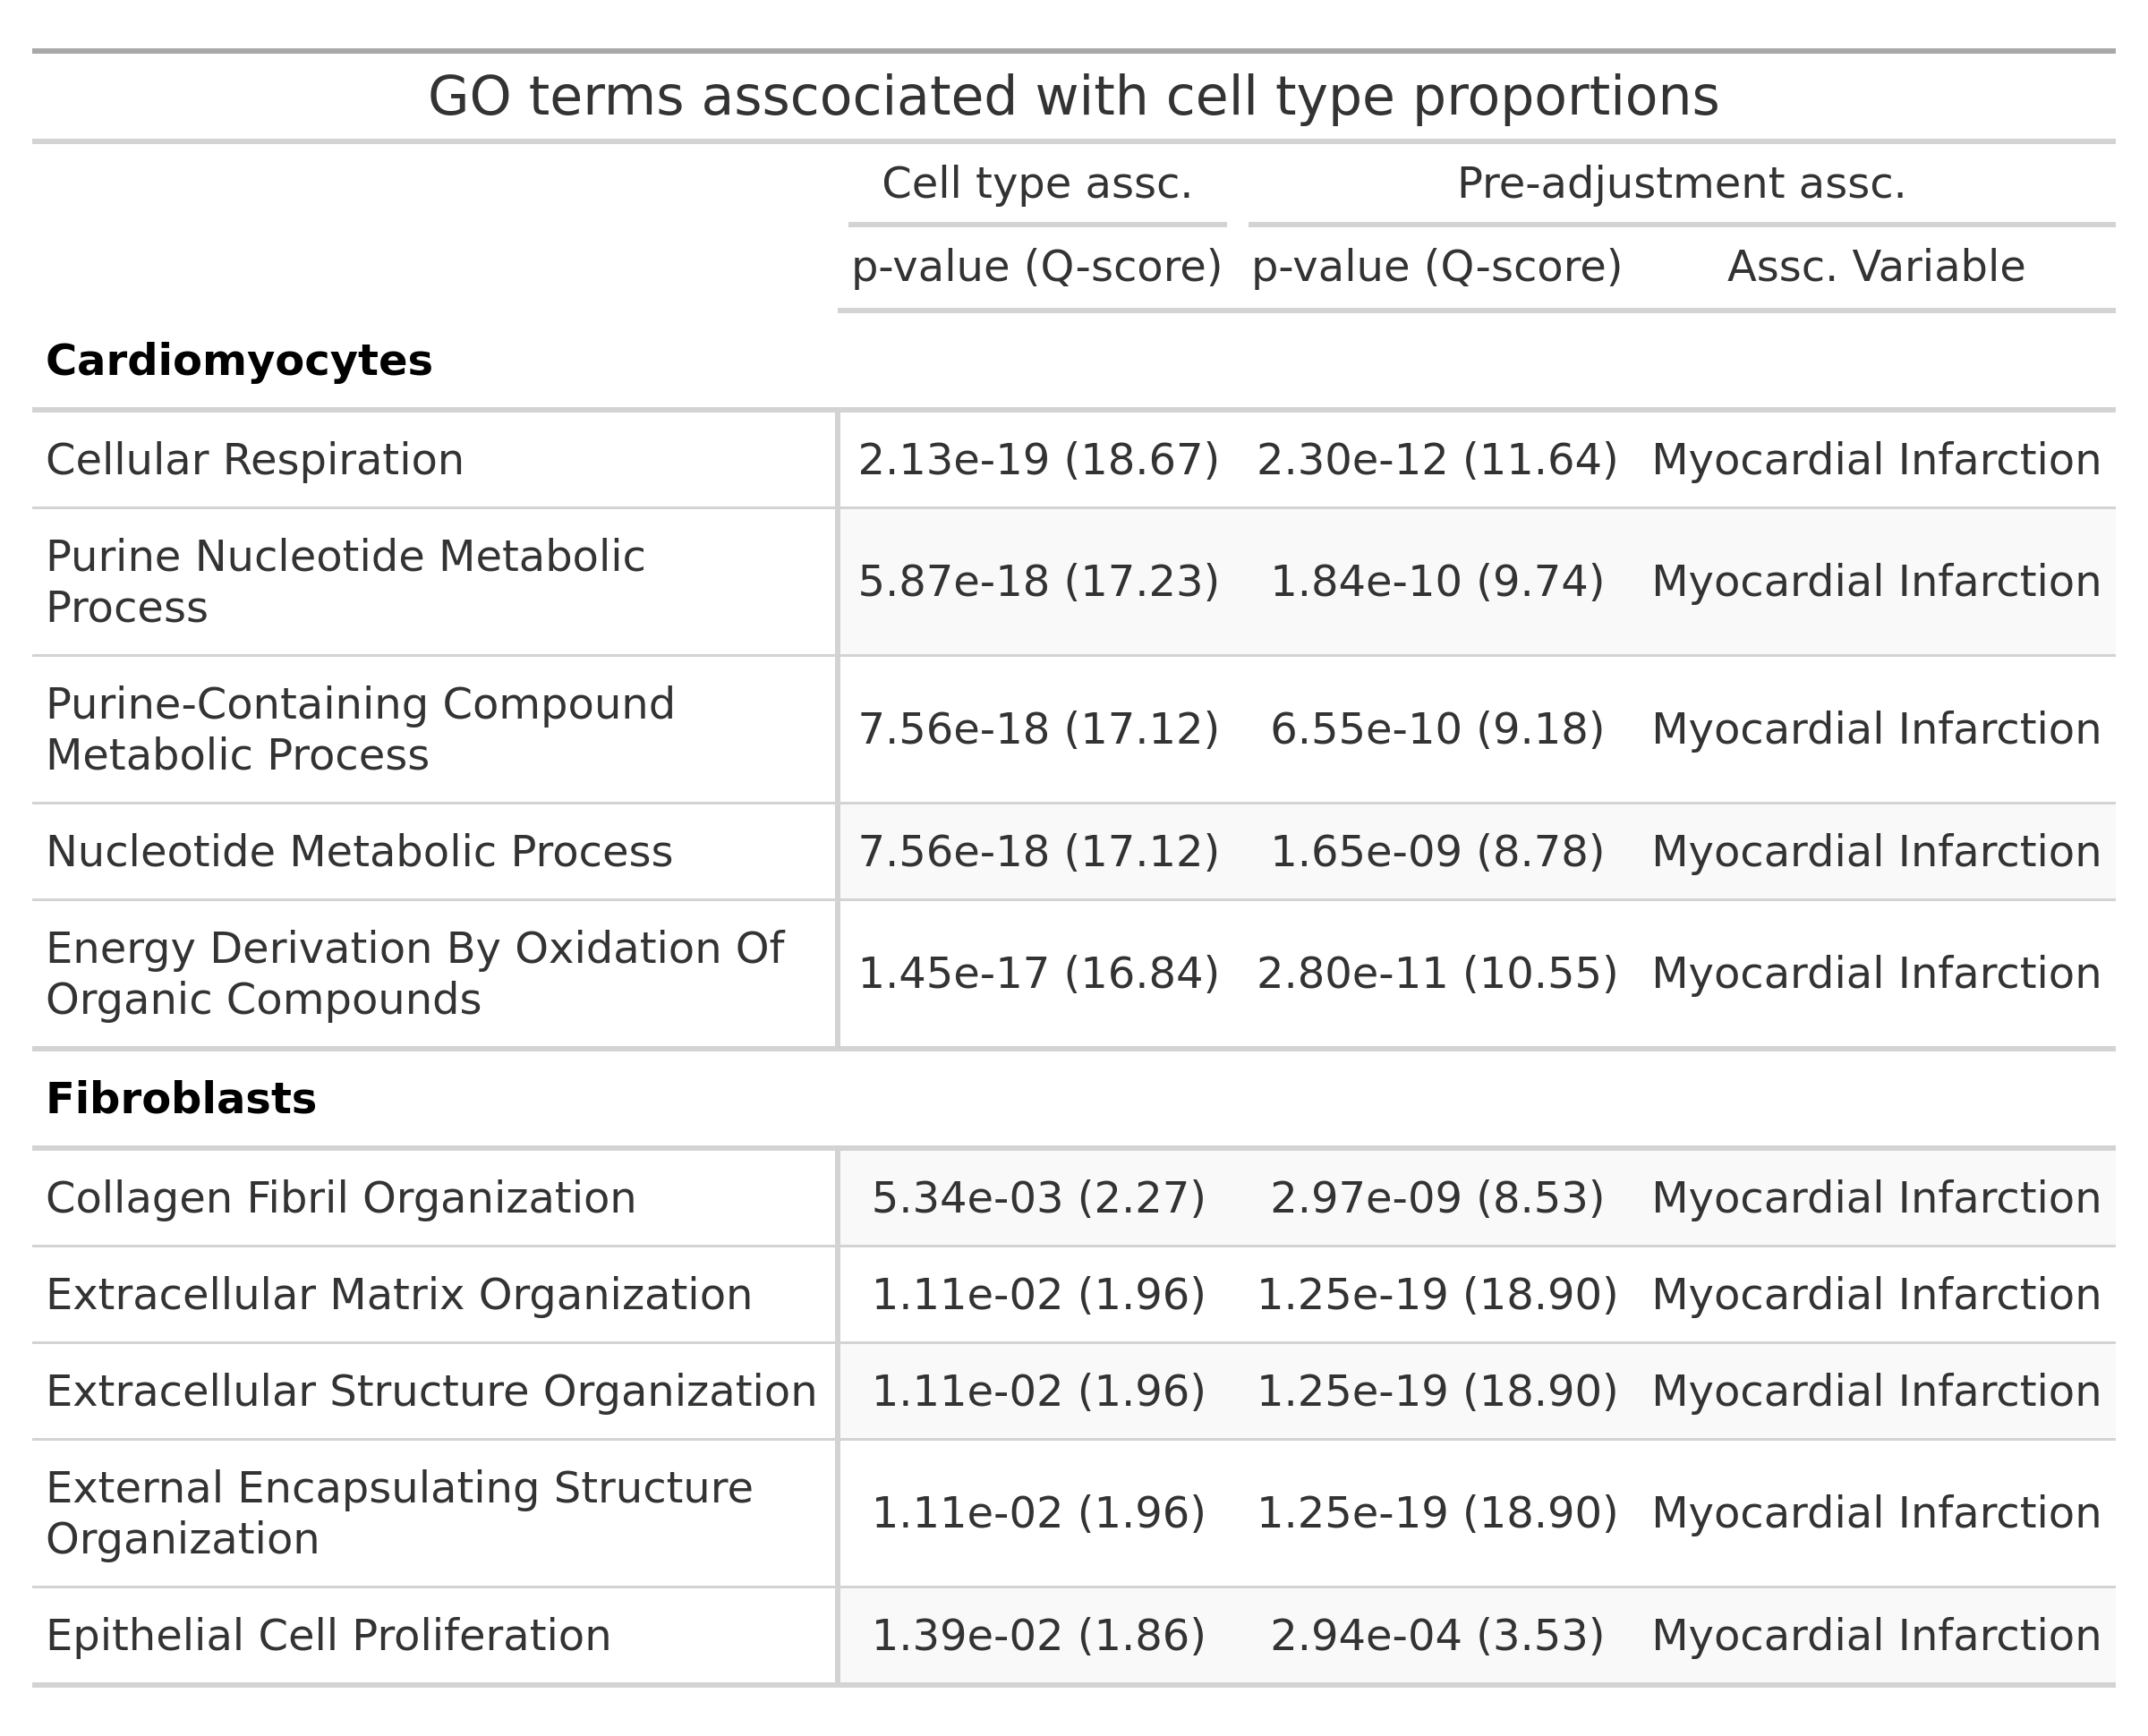 GO terms asscociated with cell type proportions
Cell type assc. Pre-adjustment assc.
p-value (Q-score) p-value (Q-score) Assc. Variable
Cardiomyocytes
Cellular Respiration 2.13e-19 (18.67) 2.30e-12 (11.64) Myocardial Infarction
Purine Nucleotide Metabolic
Process 5.87e-18 (17.23) 1.84e-10 (9.74) Myocardial Infarction
Purine-Containing Compound
Metabolic Process 7.56e-18 (17.12) 6.55e-10 (9.18) Myocardial Infarction
Nucleotide Metabolic Process 7.56e-18 (17.12) 1.65e-09 (8.78) Myocardial Infarction
Energy Derivation By Oxidation Of
Organic Compounds 1.45e-17 (16.84) 2.80e-11 (10.55) Myocardial Infarction
Fibroblasts
Collagen Fibril Organization 5.34e-03 (2.27) 2.97e-09 (8.53) Myocardial Infarction
Extracellular Matrix Organization 1.11e-02 (1.96) 1.25e-19 (18.90) Myocardial Infarction
Extracellular Structure Organization 1.11e-02 (1.96) 1.25e-19 (18.90) Myocardial Infarction
External Encapsulating Structure
Organization 1.11e-02 (1.96) 1.25e-19 (18.90) Myocardial Infarction
Epithelial Cell Proliferation 1.39e-02 (1.86) 2.94e-04 (3.53) Myocardial Infarction